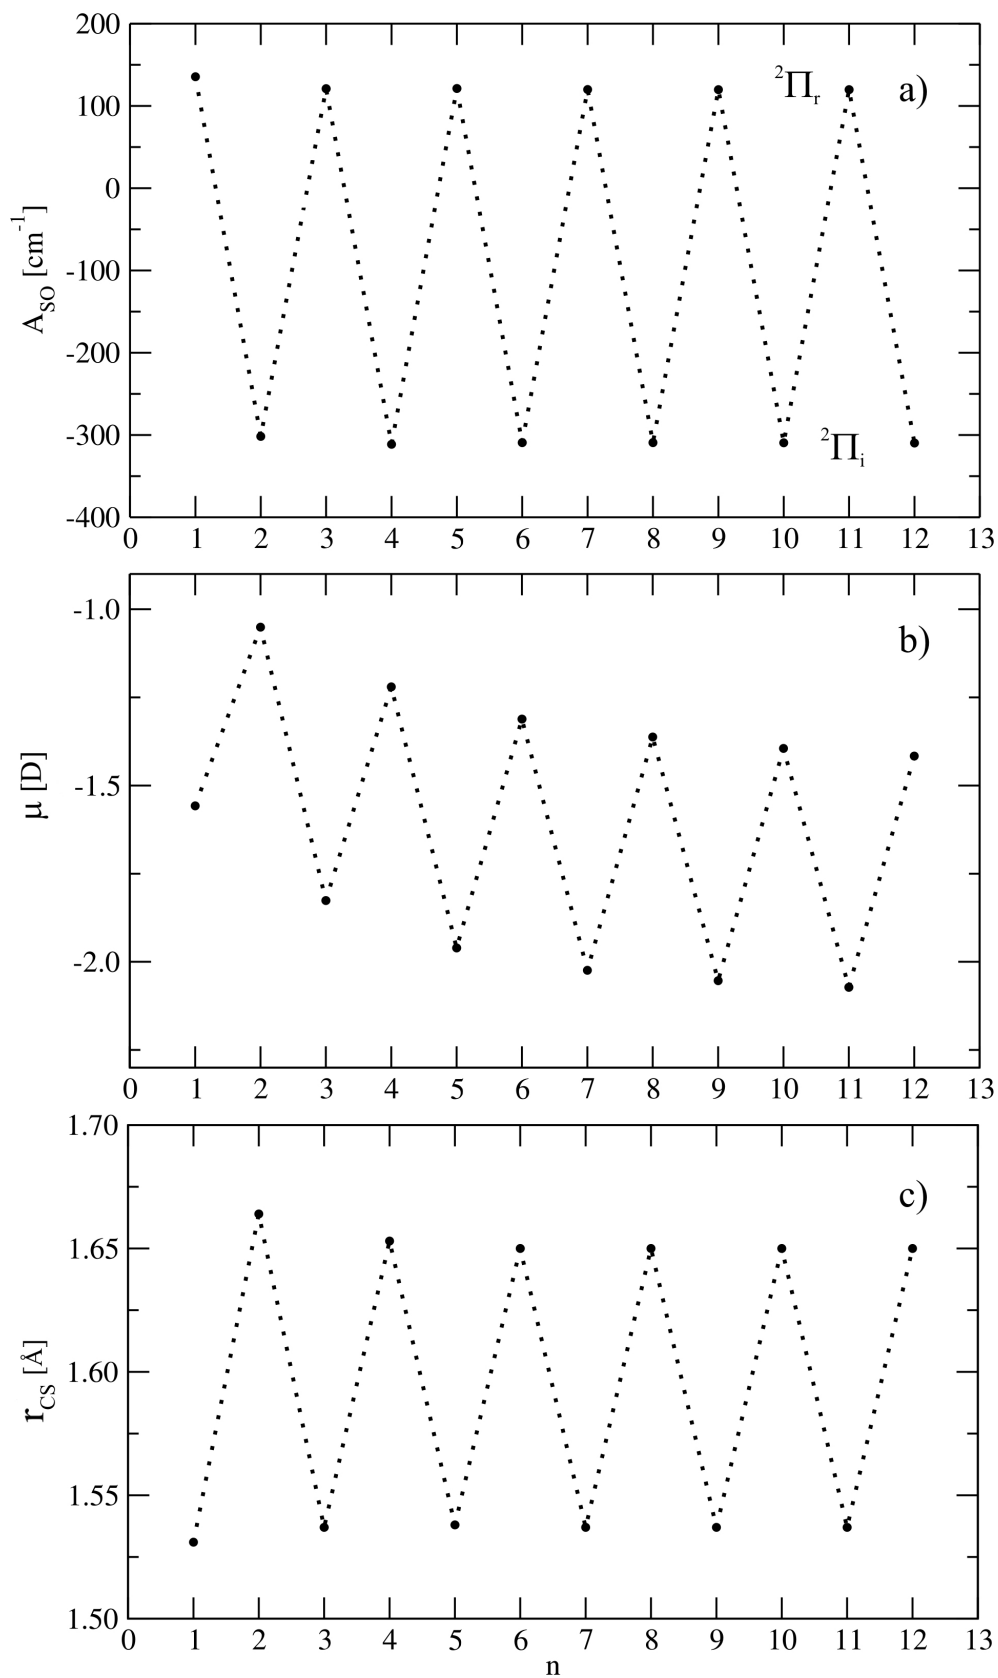 200
100
0
-100
-200
-300
-400
A_SO [cm^-1]
²Π_r
a)
²Π_i
0 1 2 3 4 5 6 7 8 9 10 11 12 13
-1.0
-1.5
-2.0
μ [D]
b)
0 1 2 3 4 5 6 7 8 9 10 11 12 13
1.70
1.65
1.60
1.55
1.50
r_CS [Å]
c)
0 1 2 3 4 5 6 7 8 9 10 11 12 13
n